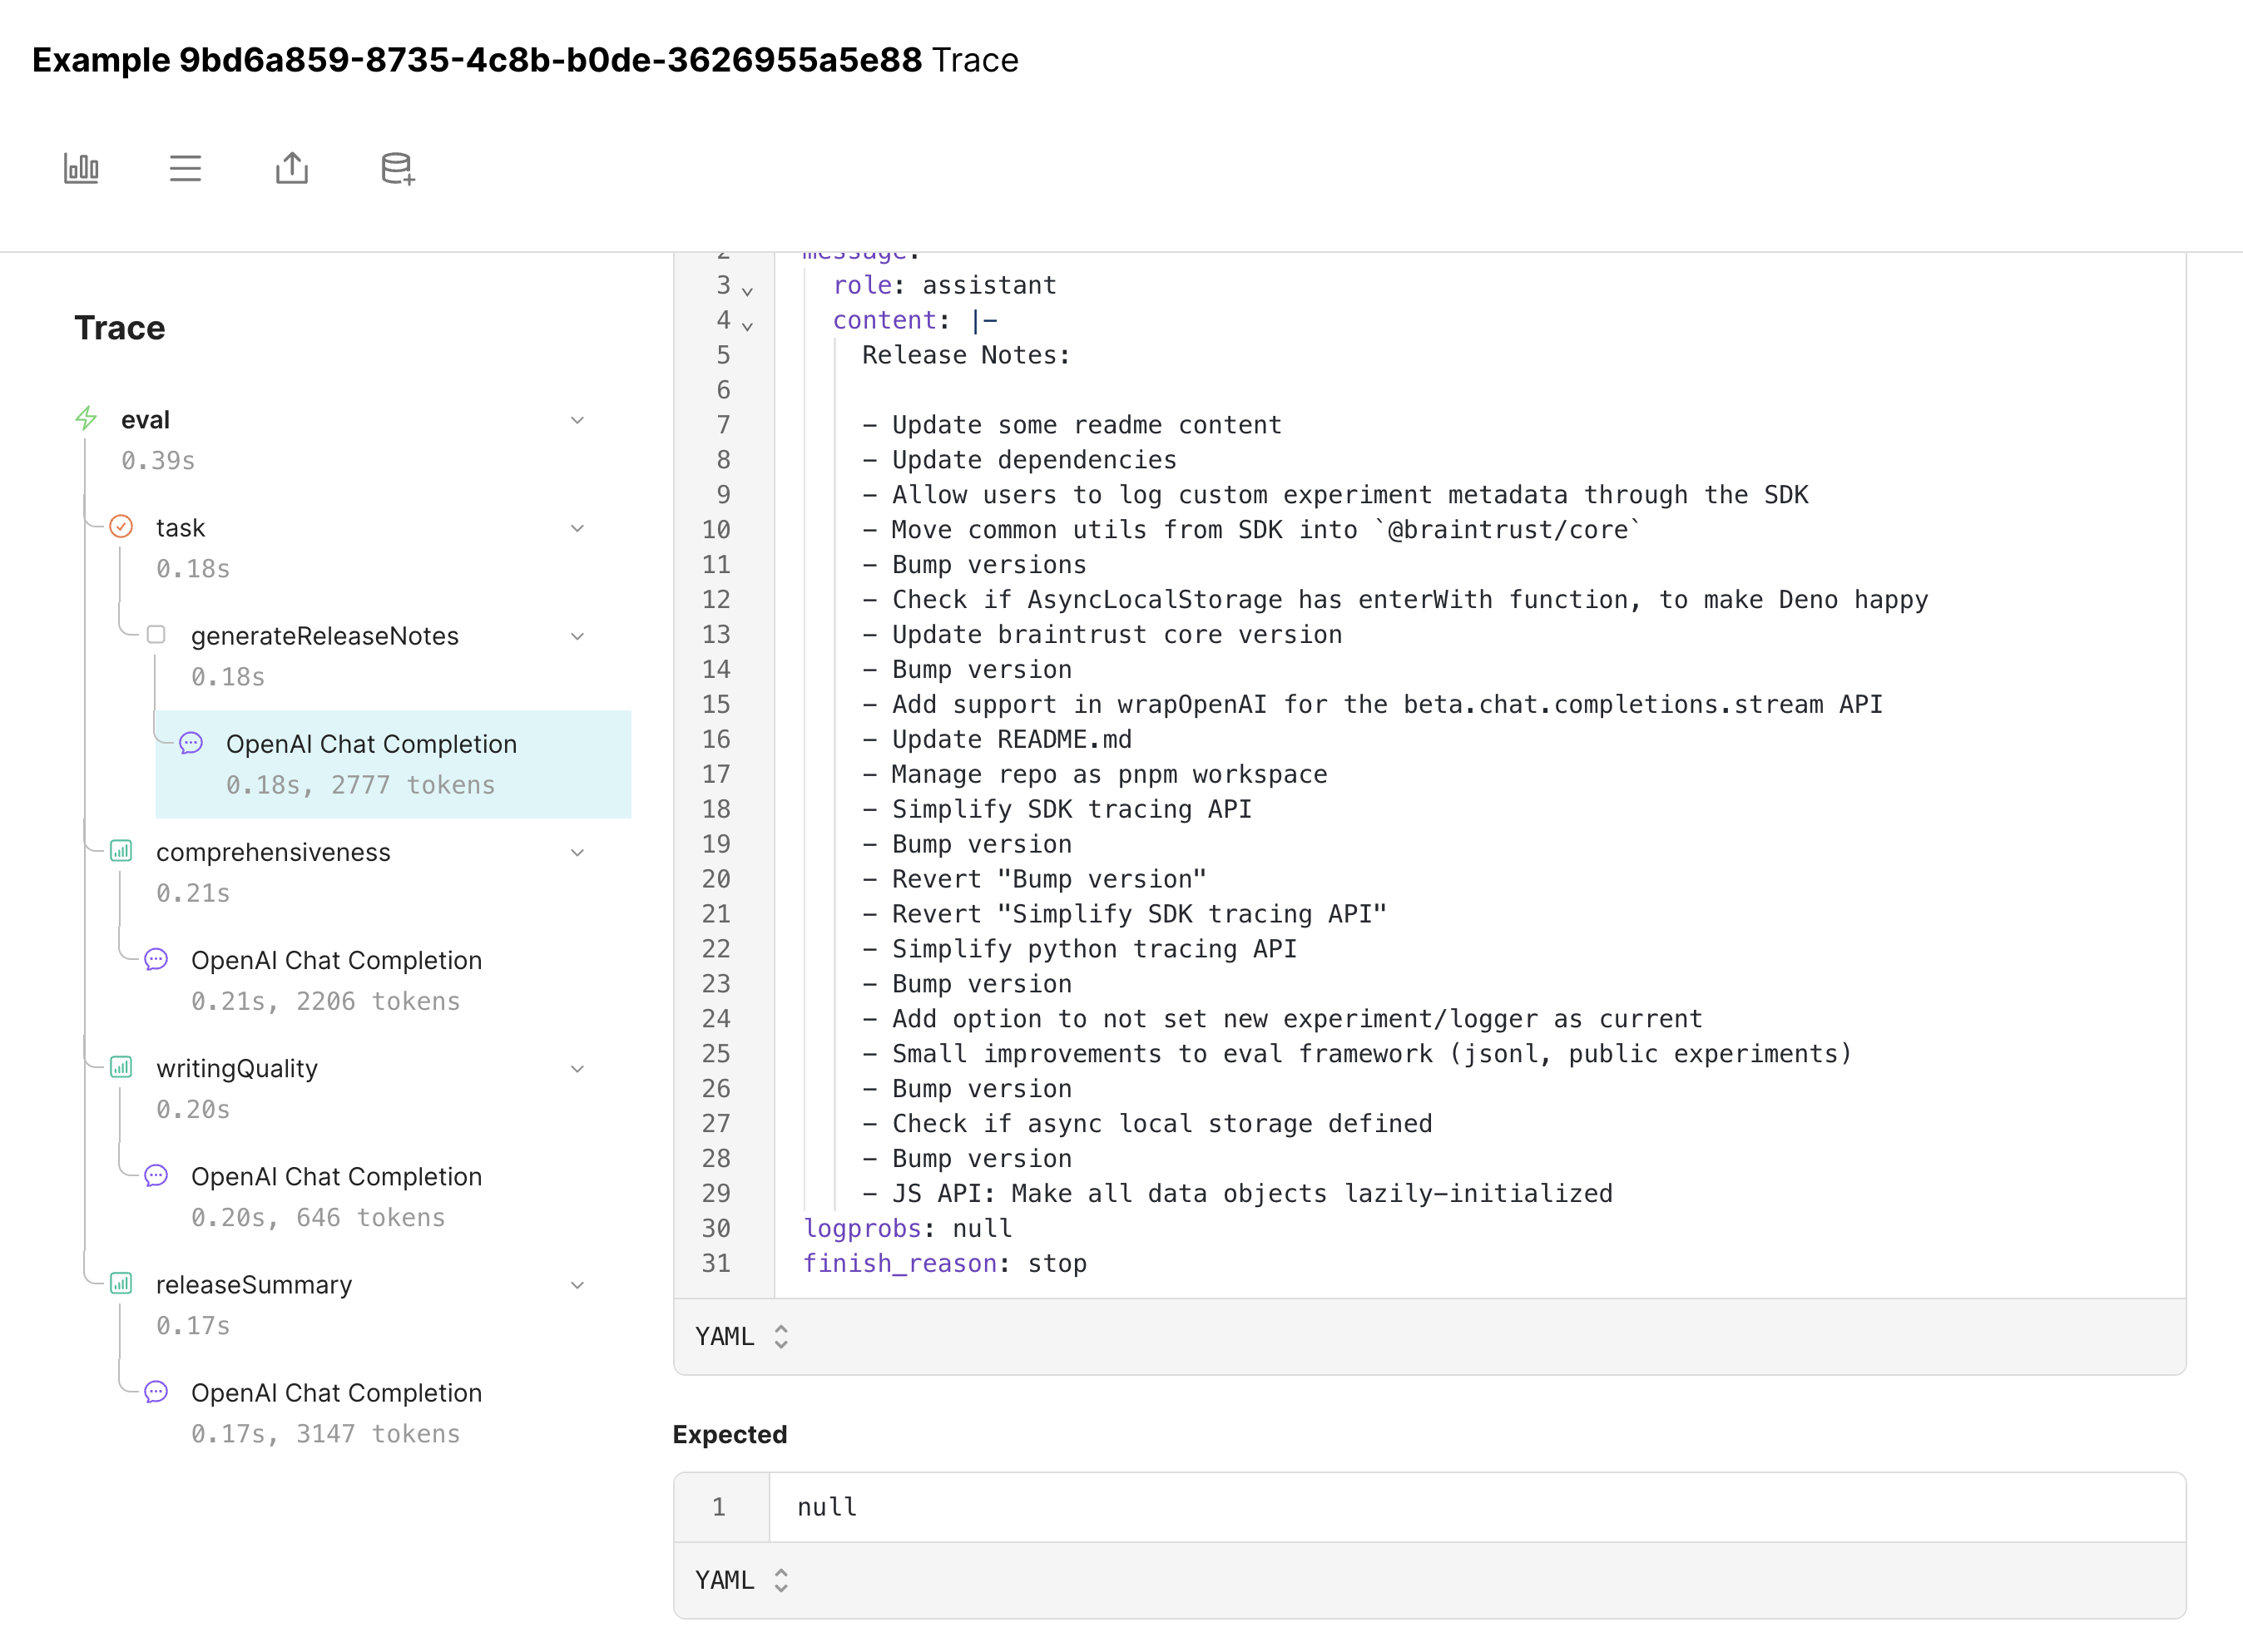 Example 9bd6a859-8735-4c8b-b0de-3626955a5e88 Trace
Trace
eval
0.39s
task
0.18s
generateReleaseNotes
0.18s
OpenAI Chat Completion
0.18s, 2777 tokens
comprehensiveness
0.21s
OpenAI Chat Completion
0.21s, 2206 tokens
writingQuality
0.20s
OpenAI Chat Completion
0.20s, 646 tokens
releaseSummary
0.17s
OpenAI Chat Completion
0.17s, 3147 tokens
2 message:
3 role: assistant
4 content: |-
5 Release Notes:
6
7 - Update some readme content
8 - Update dependencies
9 - Allow users to log custom experiment metadata through the SDK
10 - Move common utils from SDK into `@braintrust/core`
11 - Bump versions
12 - Check if AsyncLocalStorage has enterWith function, to make Deno happy
13 - Update braintrust core version
14 - Bump version
15 - Add support in wrapOpenAI for the beta.chat.completions.stream API
16 - Update README.md
17 - Manage repo as pnpm workspace
18 - Simplify SDK tracing API
19 - Bump version
20 - Revert "Bump version"
21 - Revert "Simplify SDK tracing API"
22 - Simplify python tracing API
23 - Bump version
24 - Add option to not set new experiment/logger as current
25 - Small improvements to eval framework (jsonl, public experiments)
26 - Bump version
27 - Check if async local storage defined
28 - Bump version
29 - JS API: Make all data objects lazily-initialized
30 logprobs: null
31 finish_reason: stop
YAML
Expected
1 null
YAML